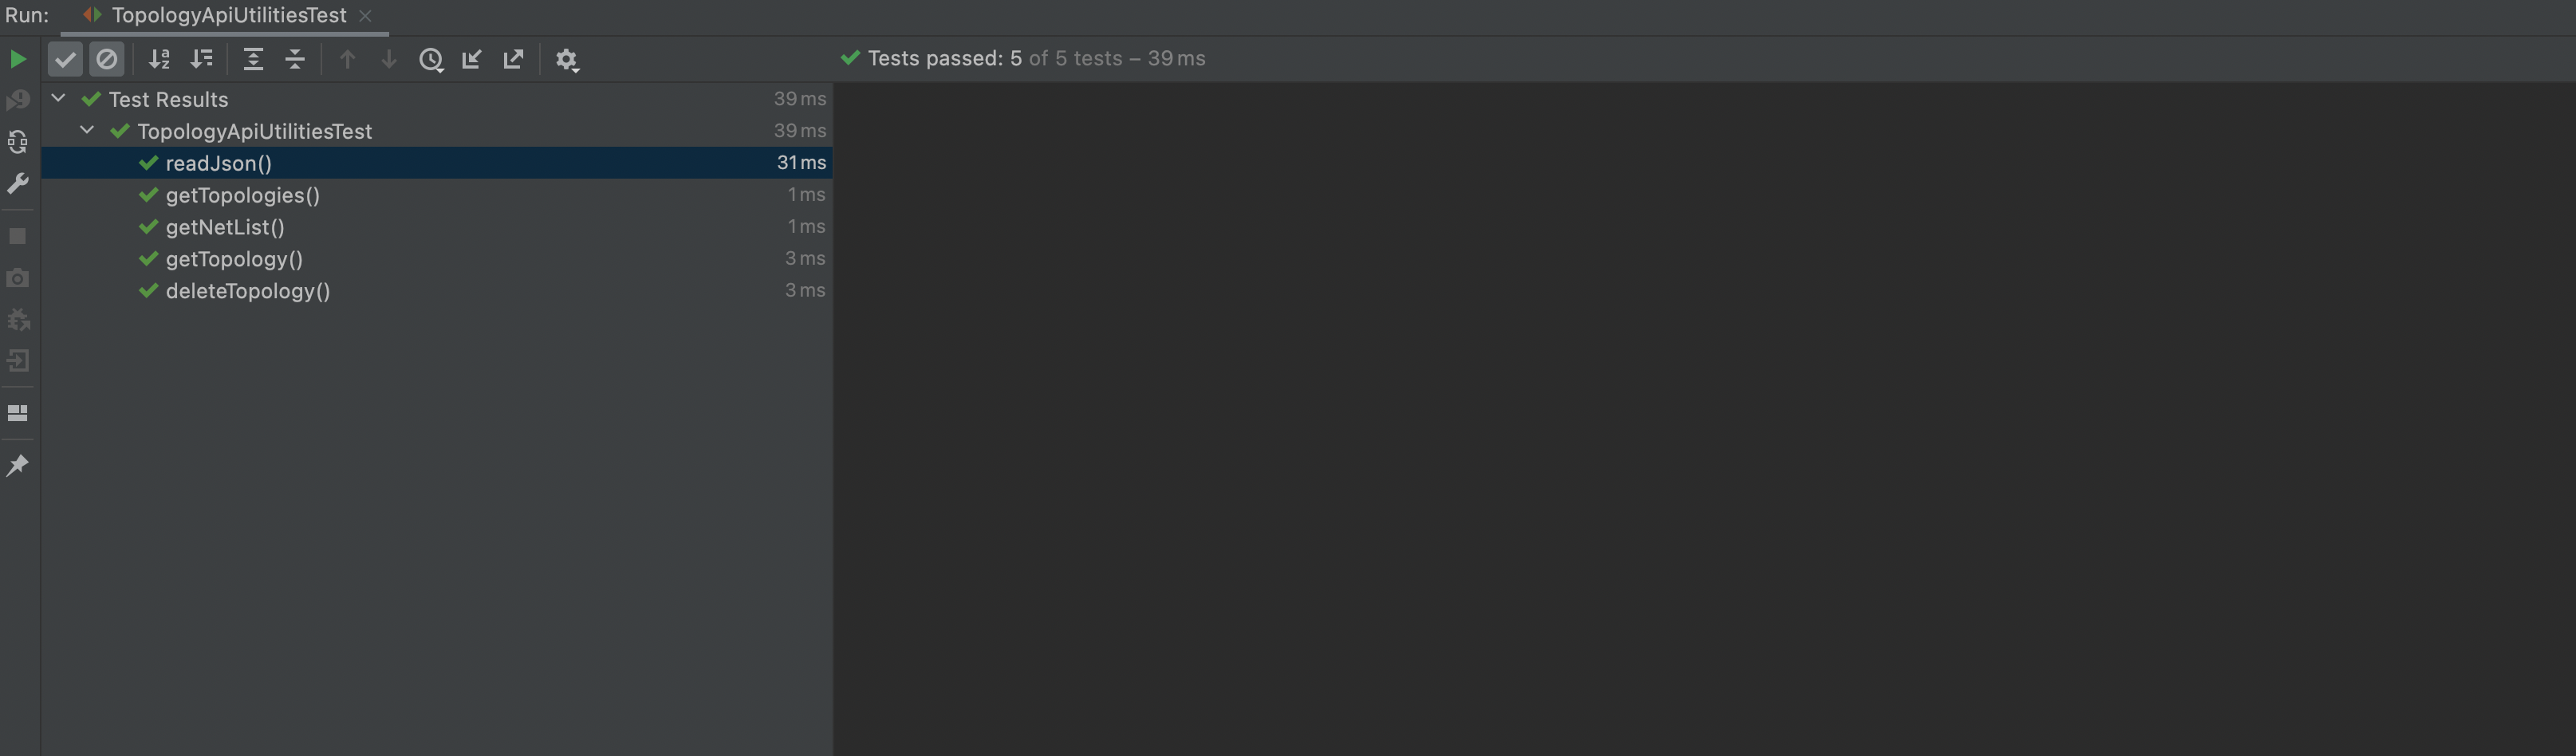 Run: TopologyApiUtilitiesTest
Tests passed: 5 of 5 tests – 39 ms
Test Results 39 ms
TopologyApiUtilitiesTest 39 ms
readJson() 31 ms
getTopologies() 1 ms
getNetList() 1 ms
getTopology() 3 ms
deleteTopology() 3 ms